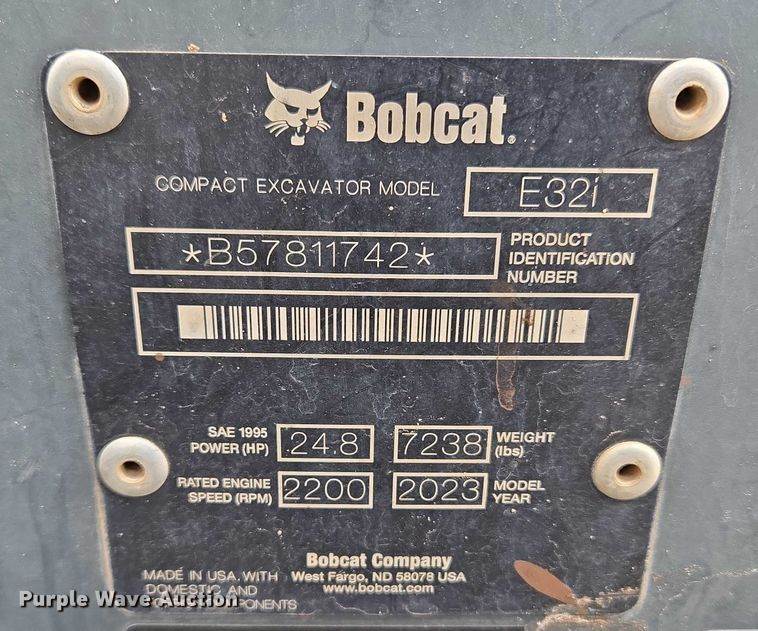 Bobcat®
COMPACT EXCAVATOR MODEL E32i
*B57811742* PRODUCT
IDENTIFICATION
NUMBER
SAE 1995
POWER (HP) 24.8 7238 WEIGHT
(lbs)
RATED ENGINE
SPEED (RPM) 2200 2023 MODEL
YEAR
Bobcat Company
West Fargo, ND 58078 USA
www.bobcat.com
MADE IN U.S.A. WITH
DOMESTIC AND
COMPONENTS
Purple Wave Auction